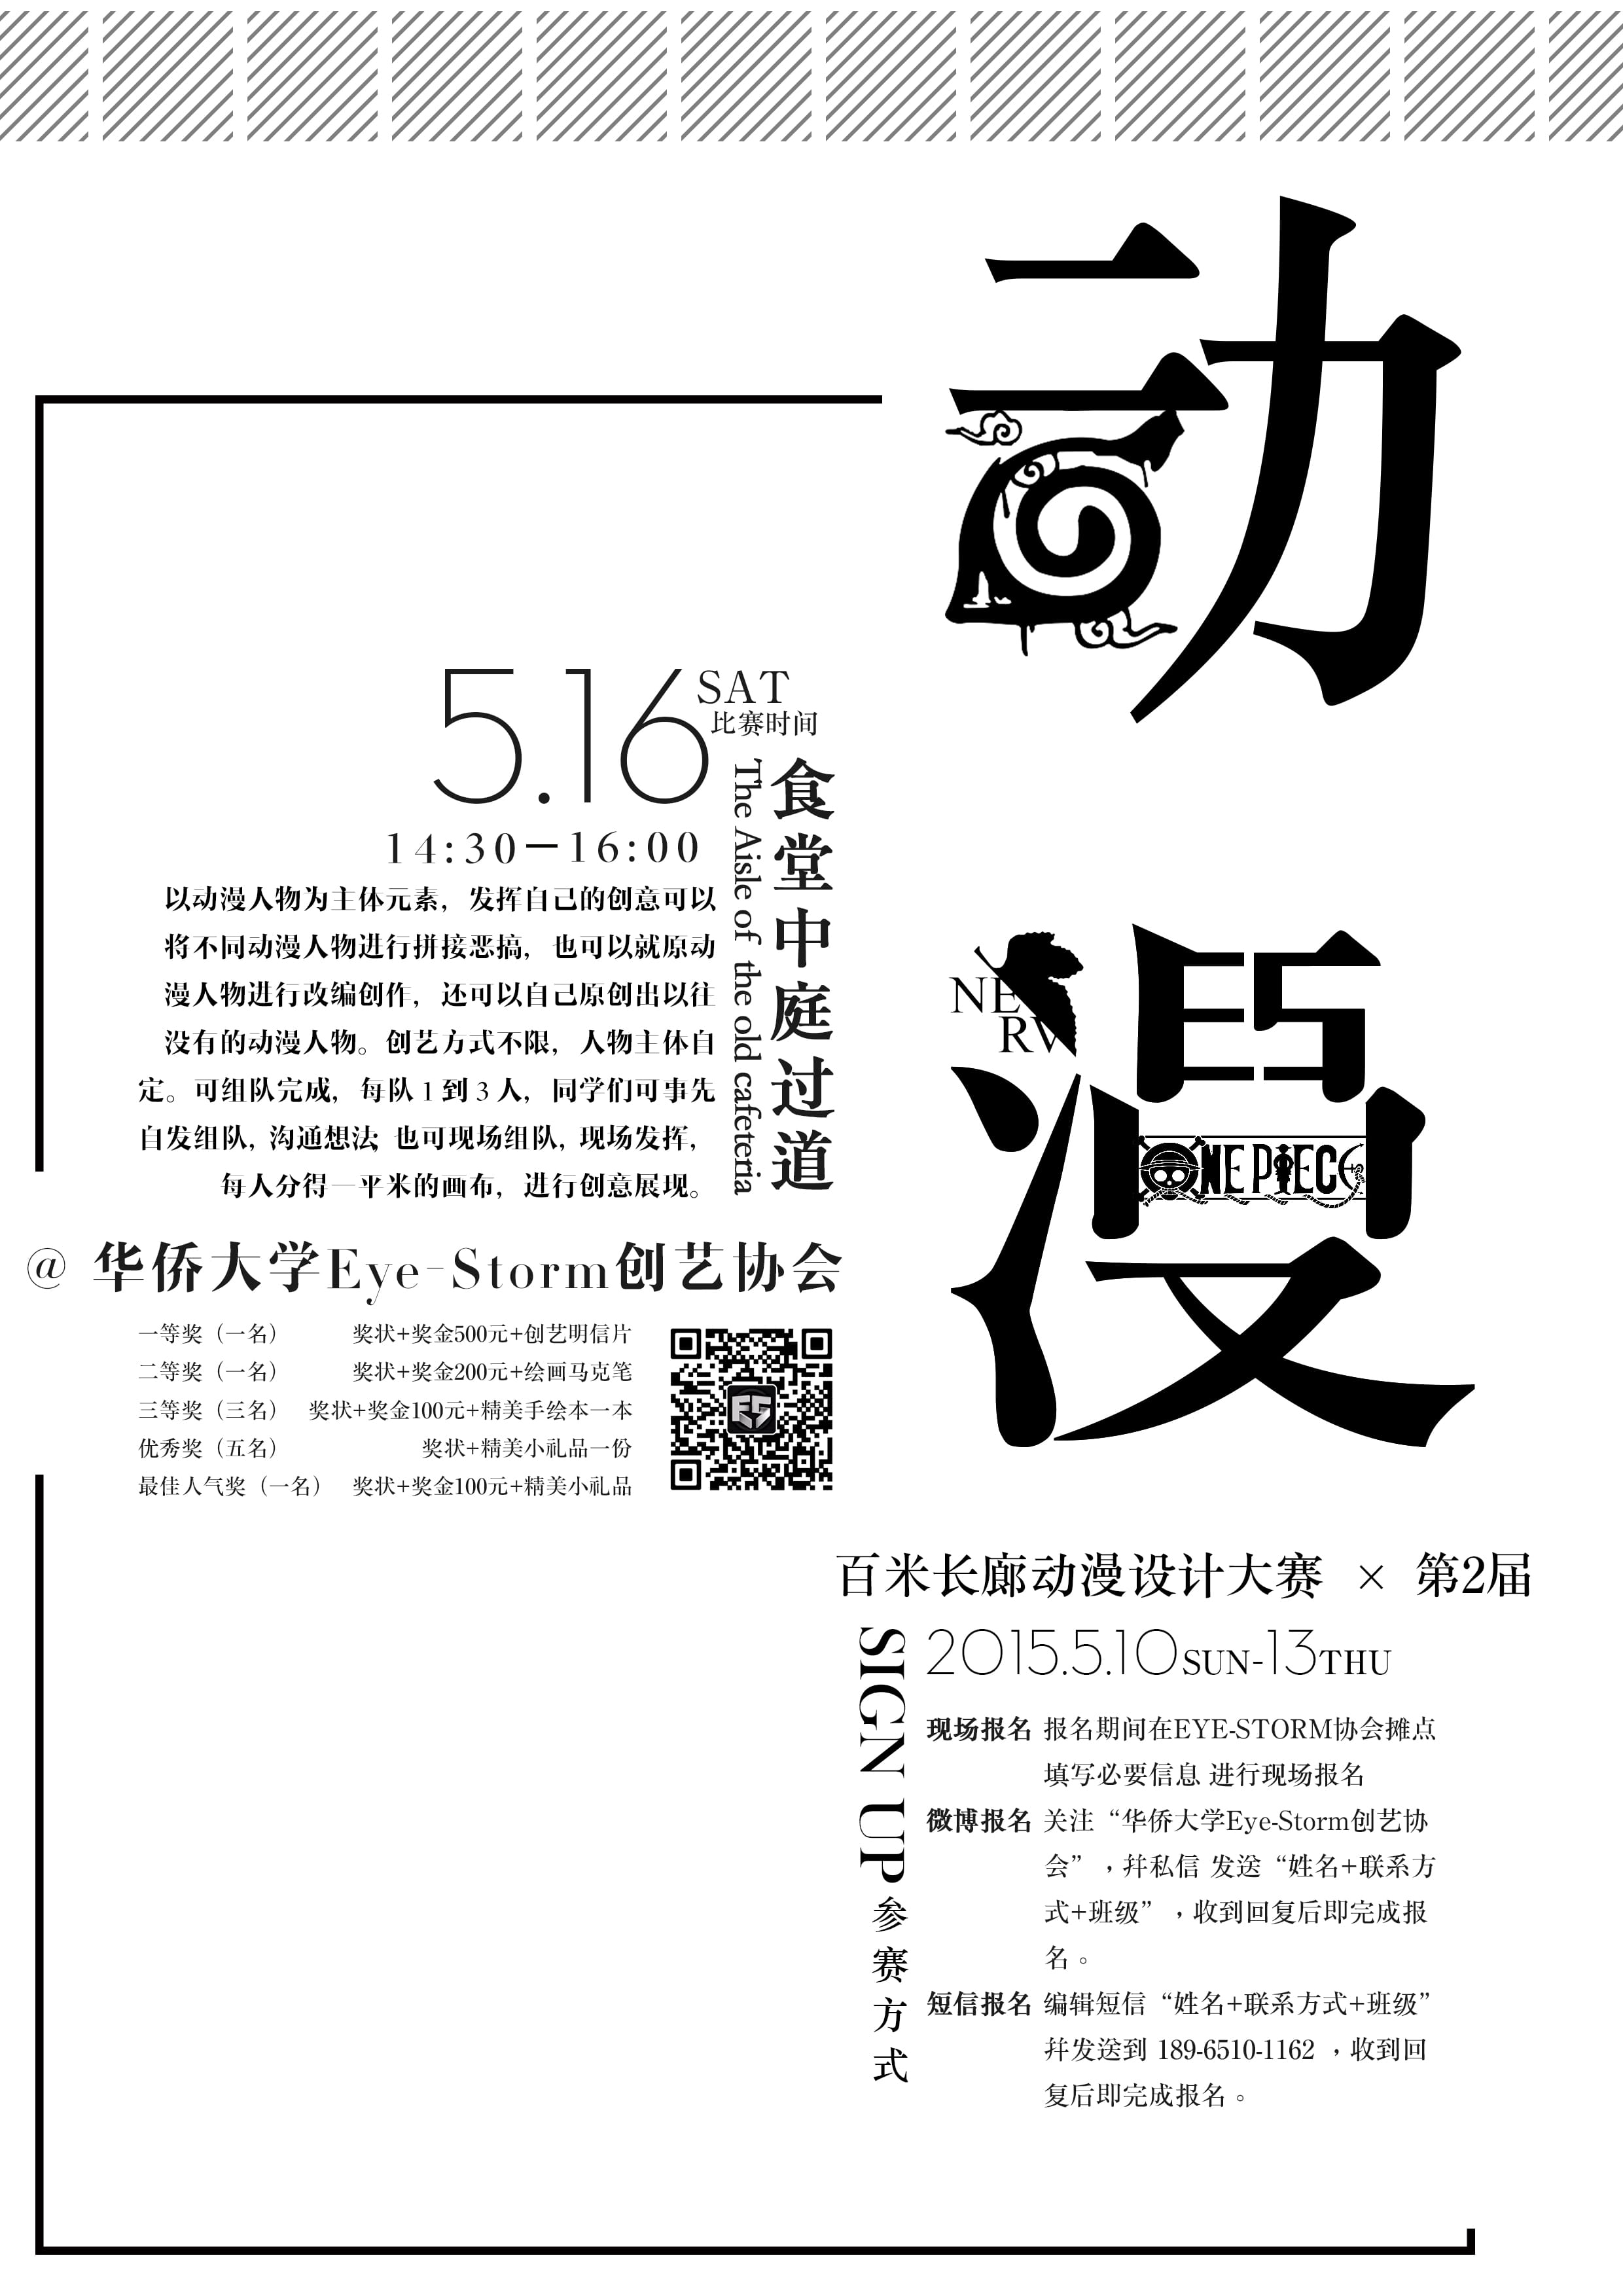 动漫
NE
RV
ONE PIECE
5.16
SAT
比赛时间
14:30—16:00
食堂中庭过道
The Aisle of the old cafeteria
以动漫人物为主体元素，发挥自己的创意可以
将不同动漫人物进行拼接恶搞，也可以就原动
漫人物进行改编创作，还可以自己原创出以往
没有的动漫人物。创艺方式不限，人物主体自
定。可组队完成，每队 1 到 3 人，同学们可事先
自发组队，沟通想法，也可现场组队，现场发挥，
每人分得一平米的画布，进行创意展现。
@ 华侨大学Eye-Storm创艺协会
一等奖（一名） 奖状+奖金500元+创艺明信片
二等奖（一名） 奖状+奖金200元+绘画马克笔
三等奖（三名） 奖状+奖金100元+精美手绘本一本
优秀奖（五名） 奖状+精美小礼品一份
最佳人气奖（一名） 奖状+奖金100元+精美小礼品
百米长廊动漫设计大赛 × 第2届
SIGN UP 参赛方式
2015.5.10SUN-13THU
现场报名 报名期间在EYE-STORM协会摊点
填写必要信息 进行现场报名
微博报名 关注“华侨大学Eye-Storm创艺协
会”，幷私信 发送“姓名+联系方
式+班级”，收到回复后即完成报
名。
短信报名 编辑短信“姓名+联系方式+班级”
幷发送到 189-6510-1162 ，收到回
复后即完成报名。